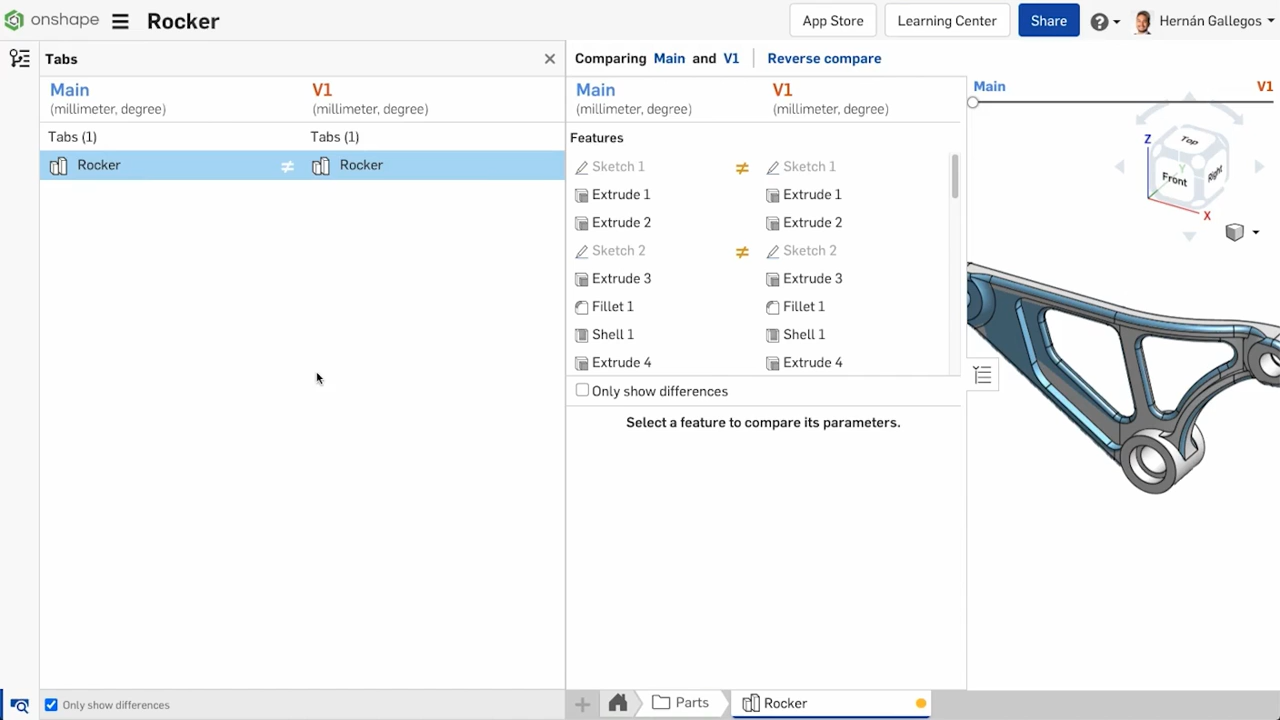 onshape Rocker App Store Learning Center Share Hernán Gallegos
Tabs
Main V1
(millimeter, degree) (millimeter, degree)
Tabs (1) Tabs (1)
Rocker ≠ Rocker
Only show differences
Comparing Main and V1 Reverse compare
Main V1
(millimeter, degree) (millimeter, degree)
Features
Sketch 1 ≠ Sketch 1
Extrude 1 Extrude 1
Extrude 2 Extrude 2
Sketch 2 ≠ Sketch 2
Extrude 3 Extrude 3
Fillet 1 Fillet 1
Shell 1 Shell 1
Extrude 4 Extrude 4
Only show differences
Select a feature to compare its parameters.
Main V1
Z
Top
Y
Front Right
X
Parts Rocker